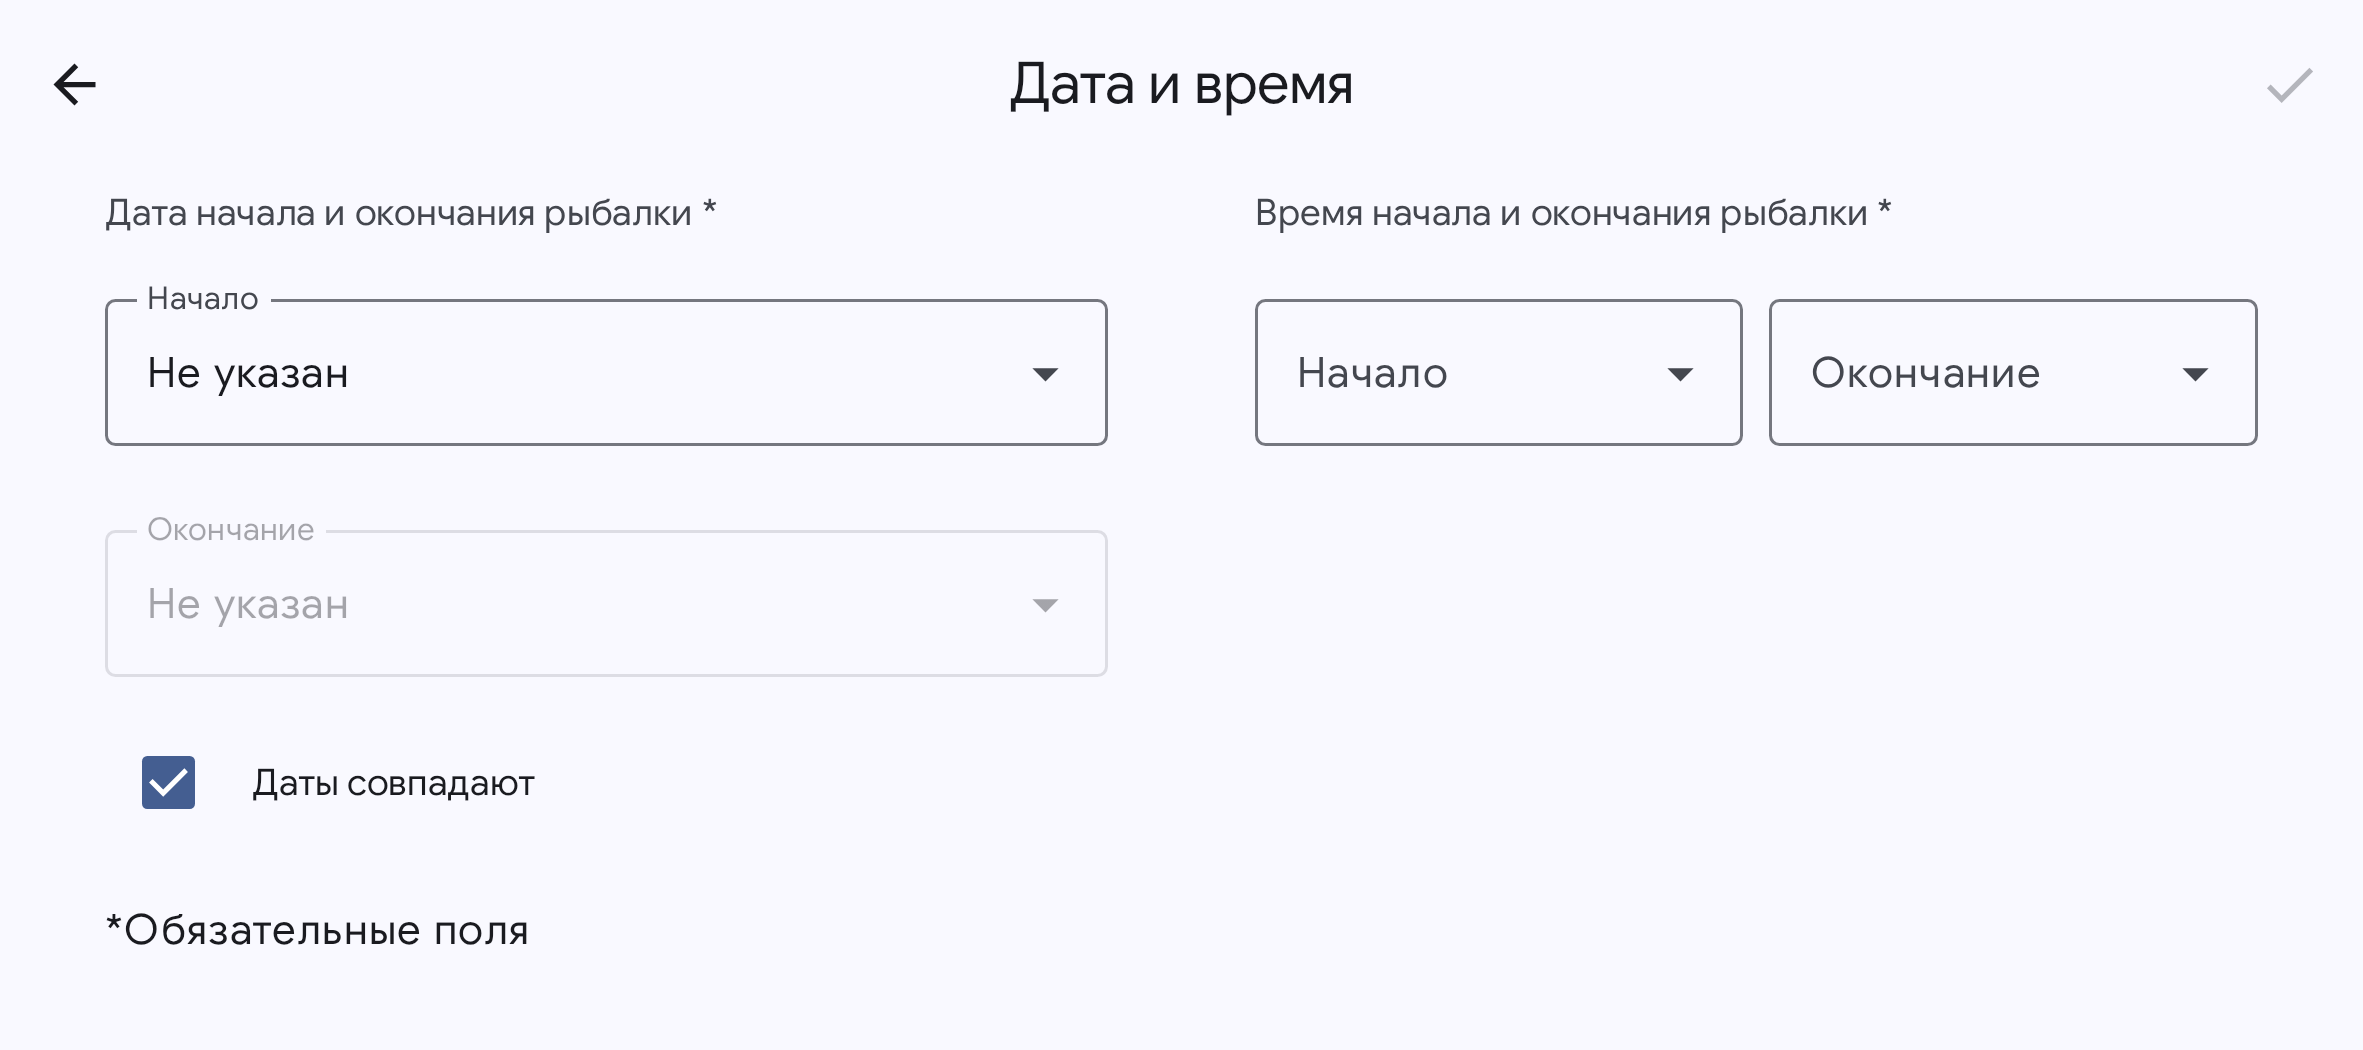 Дата и время
Дата начала и окончания рыбалки *
Начало
Не указан
Окончание
Не указан
Даты совпадают
*Обязательные поля
Время начала и окончания рыбалки *
Начало
Окончание